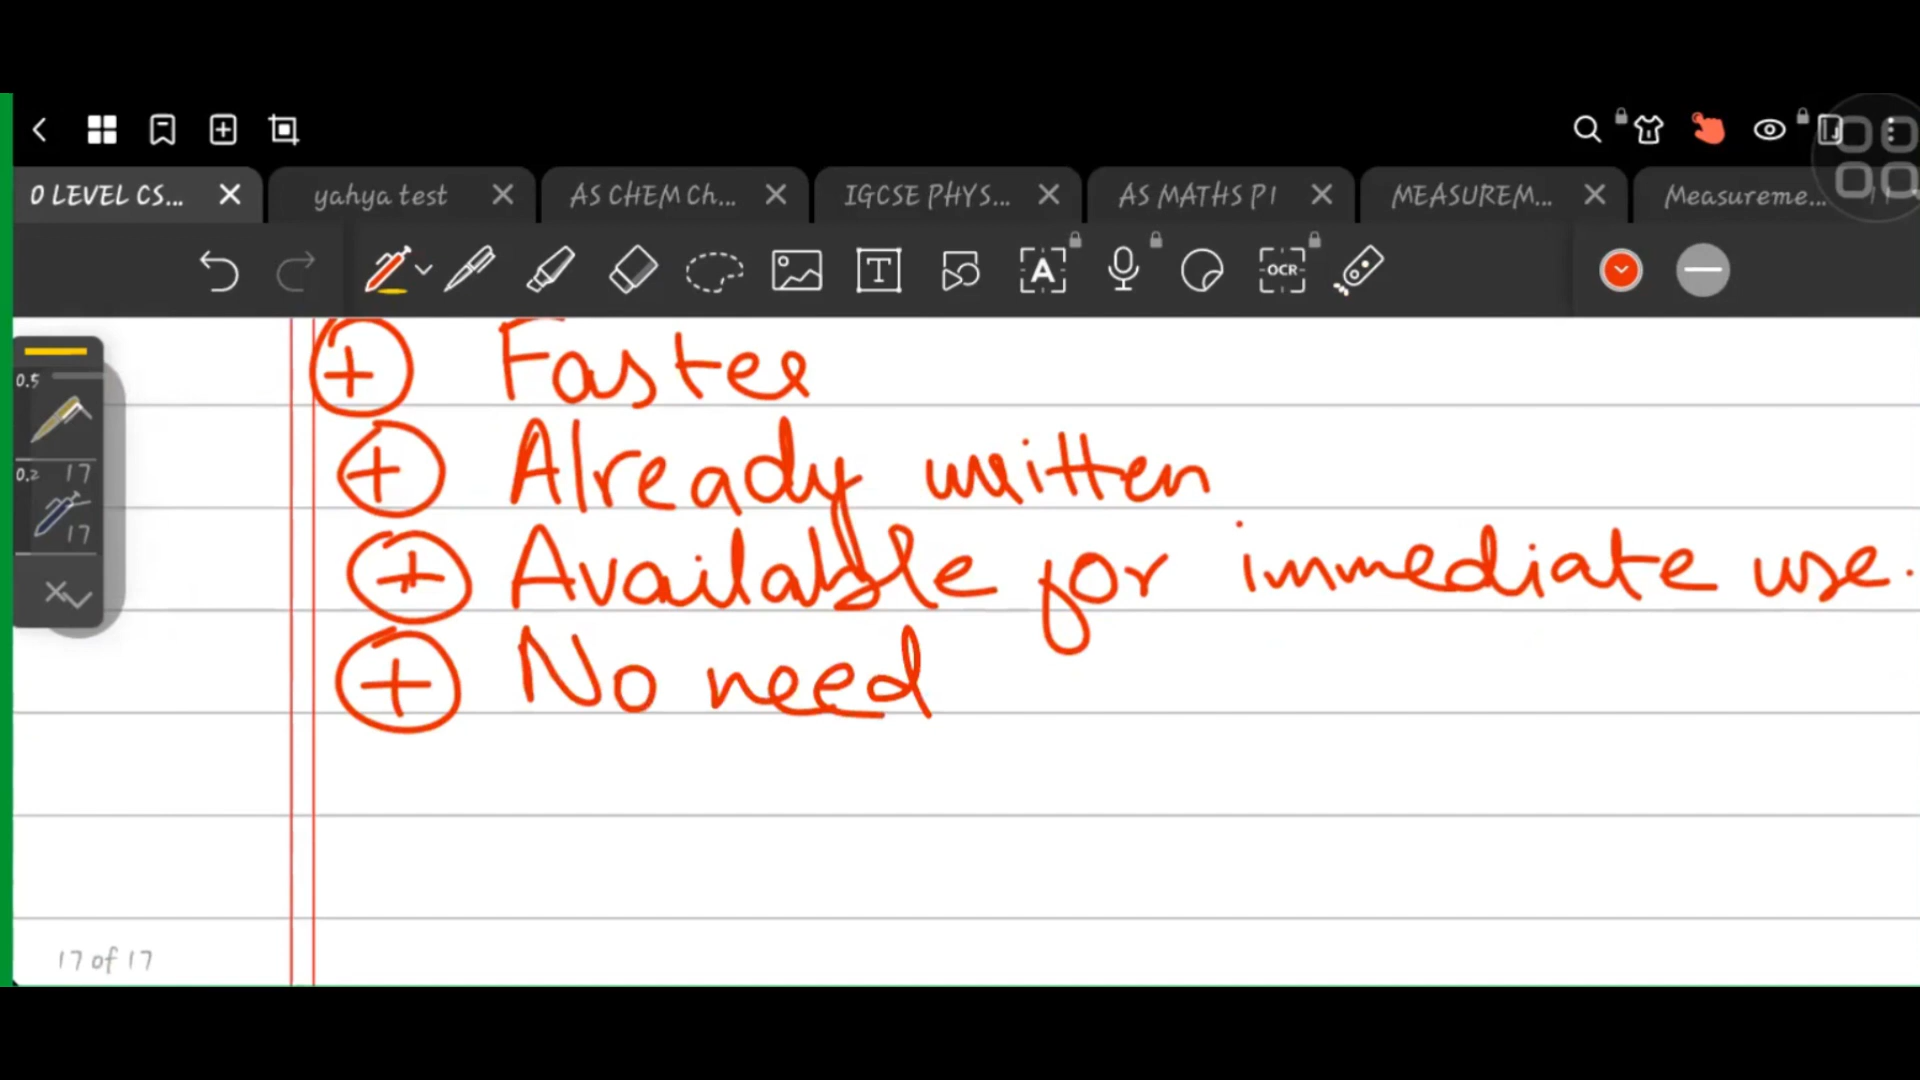 O LEVEL CS... yahya test AS CHEM Ch... IGCSE PHYS... AS MATHS P1 MEASUREM... Measureme...
T A OCR
0.5
0.2 17
17
+ Faster
+ Already written
+ Available for immediate use.
+ No need
17 of 17